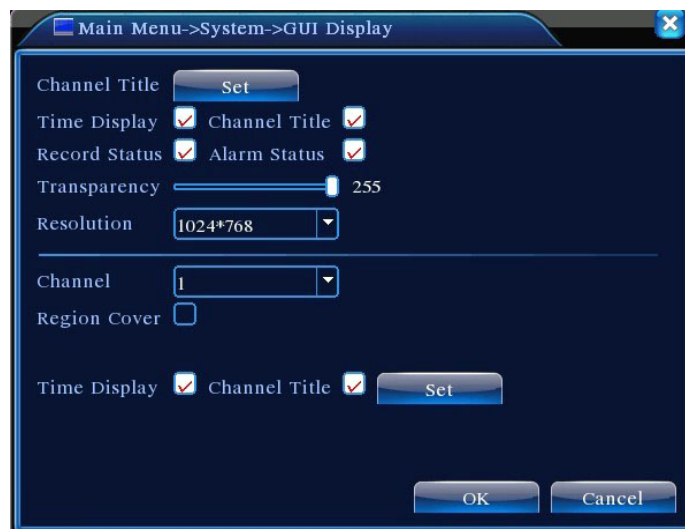 Main Menu->System->GUI Display
Channel Title Set
Time Display Channel Title
Record Status Alarm Status
Transparency 255
Resolution 1024*768
Channel 1
Region Cover
Time Display Channel Title Set
OK Cancel